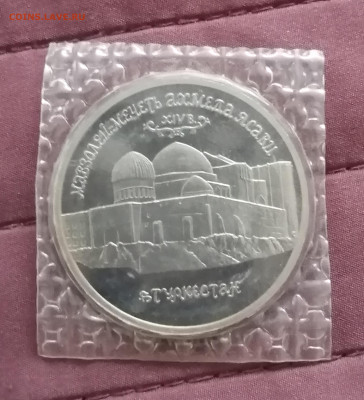 МАВЗОЛЕЙ-МЕЧЕТЬ АХМЕДА ЯСАВИ
XIV В.
г. ТУРКЕСТАН